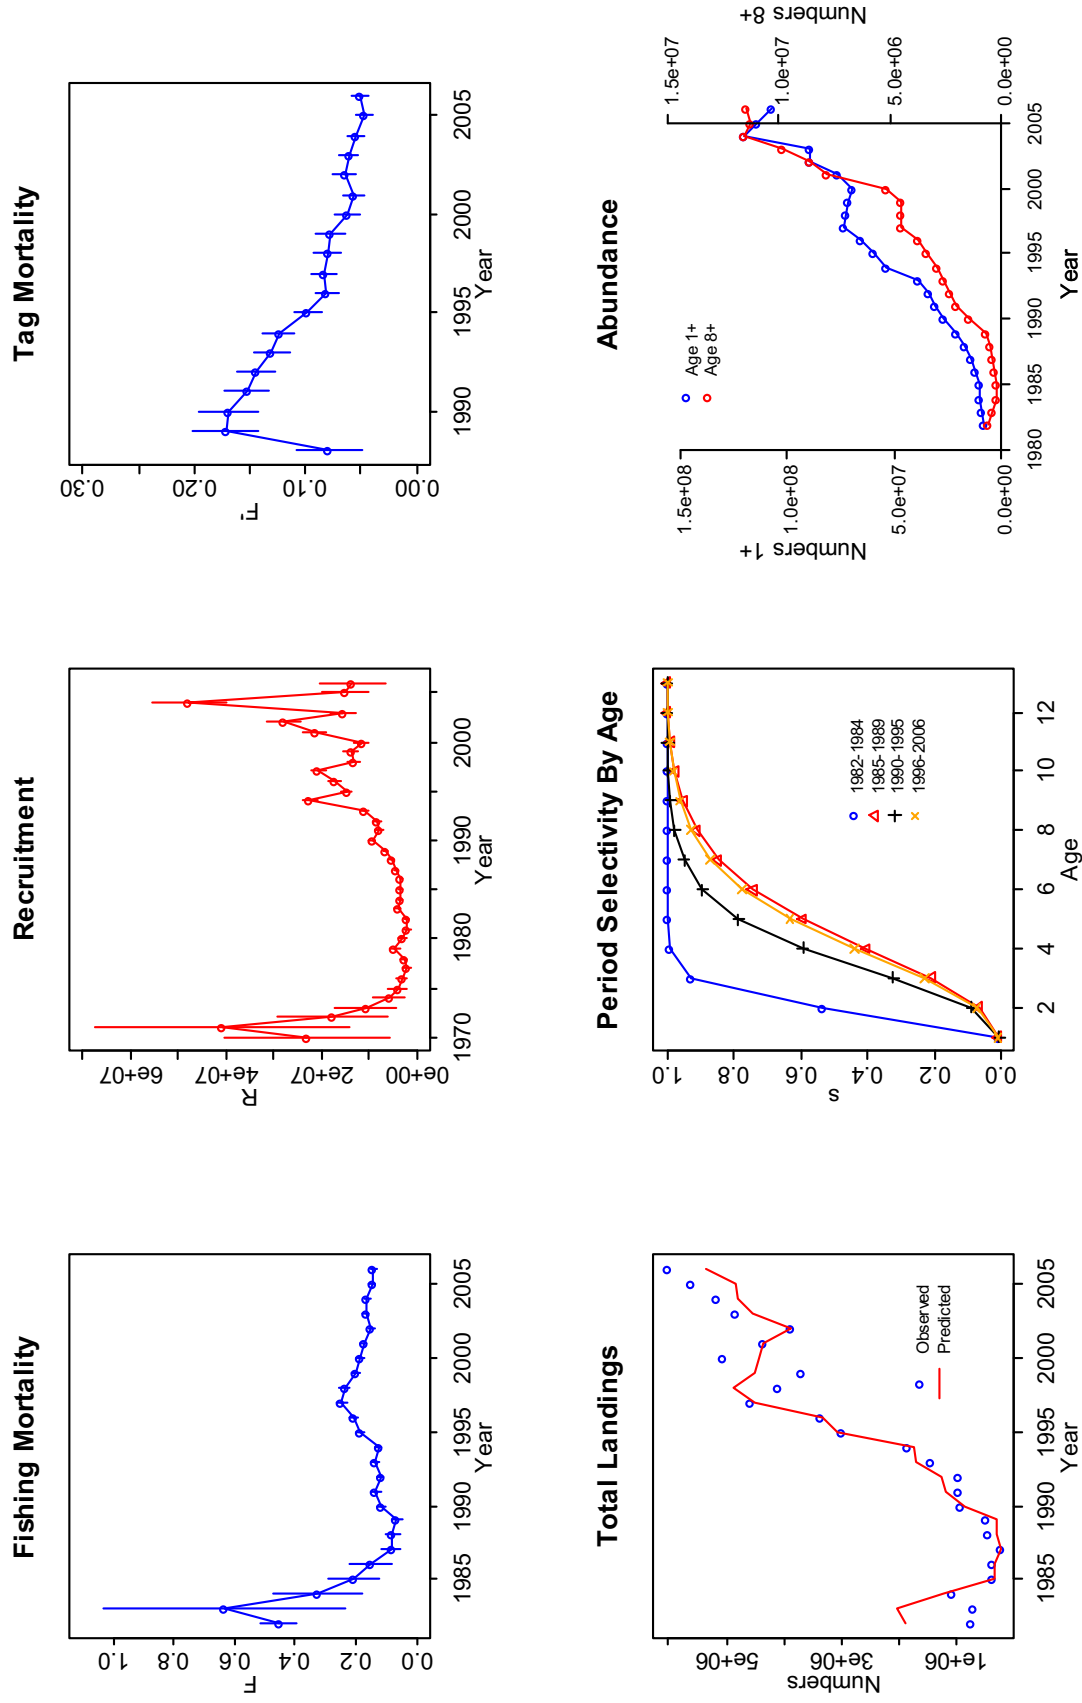 Fishing Mortality
F
1.0
0.6
0.4
0.2
0.0
1985 1990 1995 2000 2005
Year
Recruitment
R
6e+07
4e+07
2e+07
0e+00
1970 1980 1990 2000
Year
Tag Mortality
F'
0.30
0.20
0.10
0.00
1990 1995 2000 2005
Year
Total Landings
Numbers
5e+06
3e+06
1e+06
Observed
Predicted
1985 1990 1995 2000 2005
Year
Period Selectivity By Age
s
1.0
0.8
0.6
0.4
0.2
0.0
1982-1984
1985-1989
1990-1995
1996-2006
2 4 6 8 10 12
Age
Abundance
Numbers 1+
1.5e+08
1.0e+08
5.0e+07
0.0e+00
Age 1+
Age 8+
1980 1985 1990 1995 2000 2005
Year
1.5e+07
1.0e+07
5.0e+06
0.0e+00
Numbers 8+